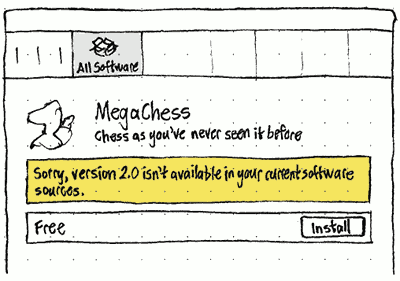 All Software
MegaChess
Chess as you've never seen it before
Sorry, version 2.0 isn't available in your current software
sources.
Free
Install